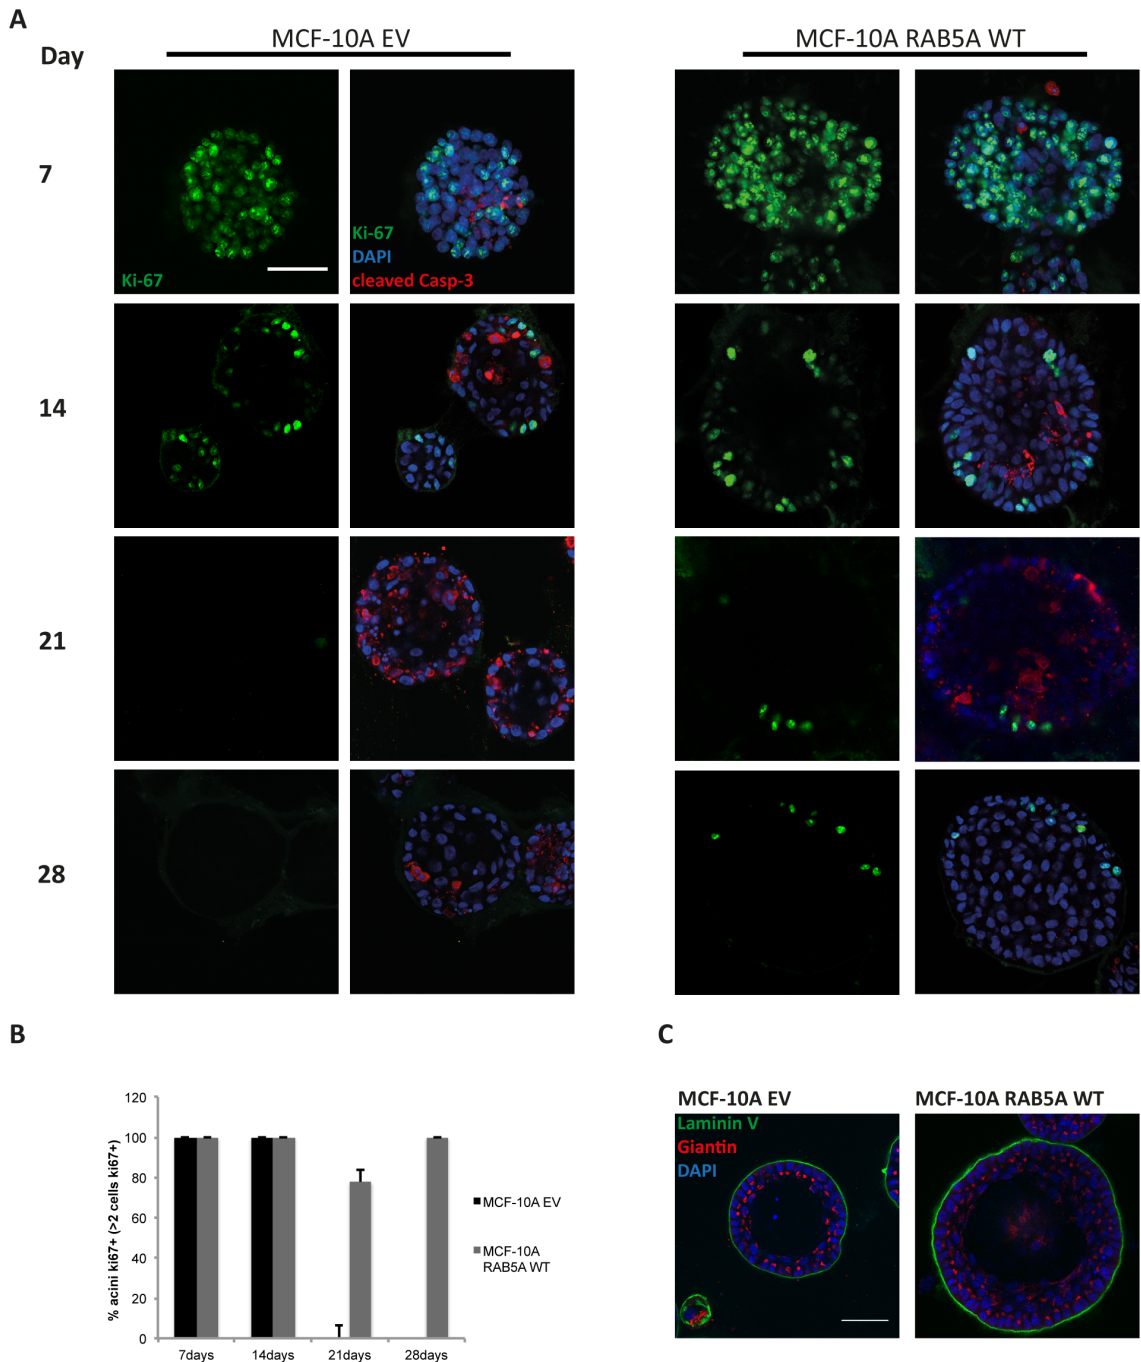 A
MCF-10A EV
MCF-10A RAB5A WT
Day
7
Ki-67
Ki-67
DAPI
cleaved Casp-3
14
21
28
B
C
120
100
80
60
40
20
0
% acini ki67+ (>2 cells ki67+)
7days
14days
21days
28days
MCF-10A EV
MCF-10A
RAB5A WT
MCF-10A EV
MCF-10A RAB5A WT
Laminin V
Giantin
DAPI